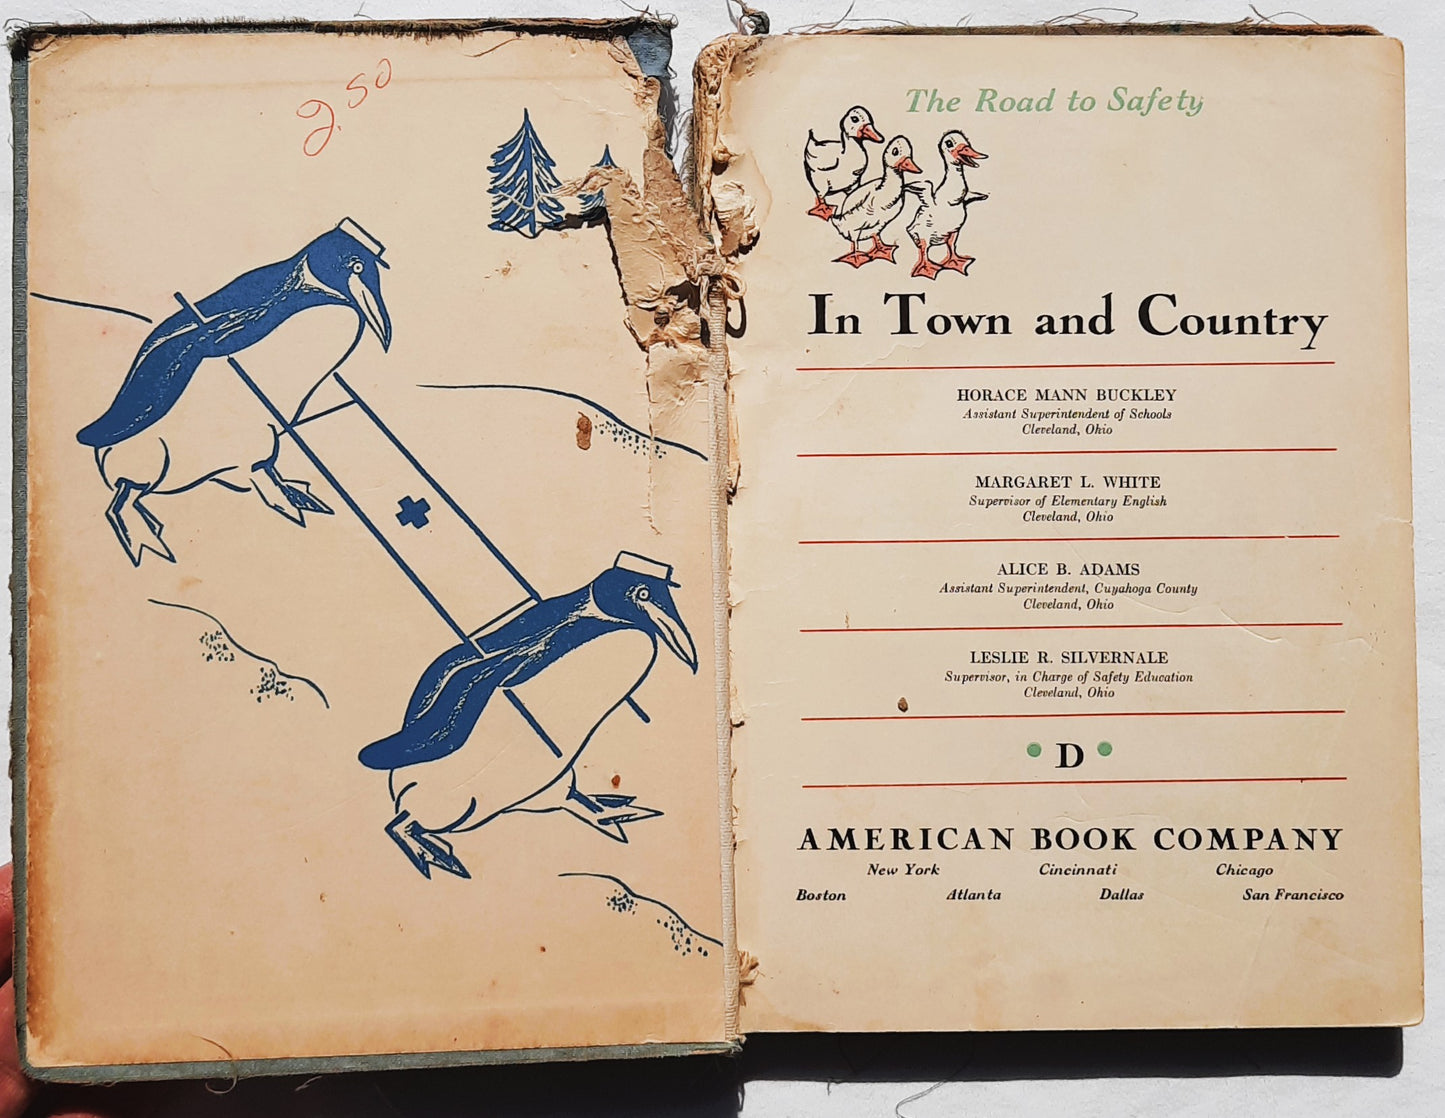 2.50
The Road to Safety
In Town and Country
HORACE MANN BUCKLEY
Assistant Superintendent of Schools
Cleveland, Ohio
MARGARET L. WHITE
Supervisor of Elementary English
Cleveland, Ohio
ALICE B. ADAMS
Assistant Superintendent, Cuyahoga County
Cleveland, Ohio
LESLIE R. SILVERNALE
Supervisor, in Charge of Safety Education
Cleveland, Ohio
• D •
AMERICAN BOOK COMPANY
New York Cincinnati Chicago
Boston Atlanta Dallas San Francisco